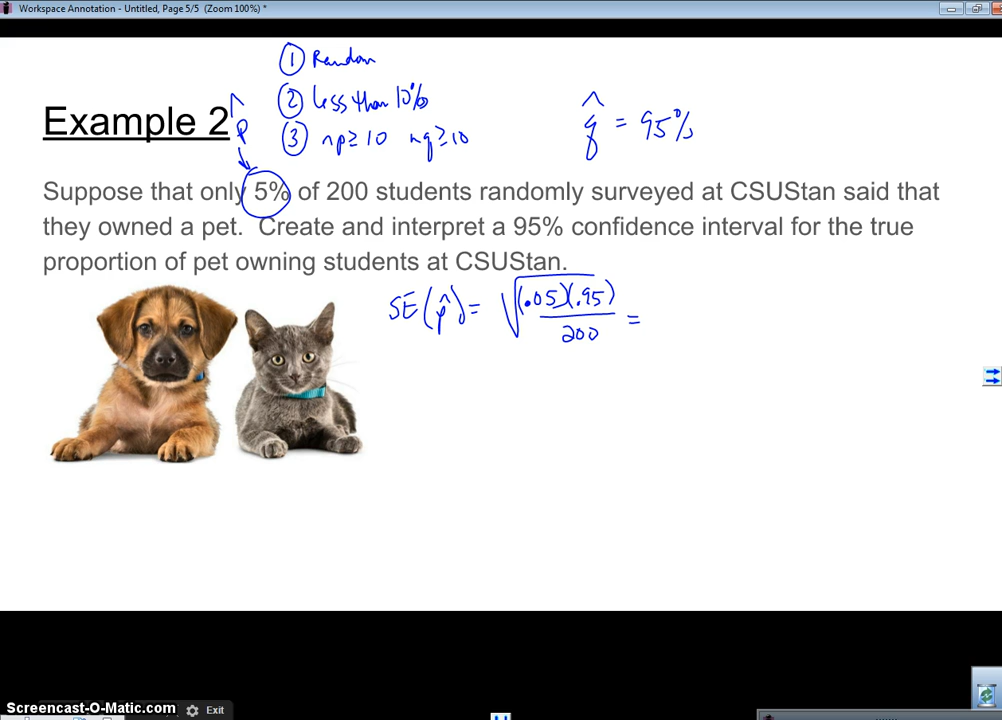 Workspace Annotation - Untitled, Page 5/5 (Zoom 100%) *
① Random
② less than 10%
③ np ≥ 10 nq ≥ 10
p̂
q̂ = 95%
Example 2
Suppose that only 5% of 200 students randomly surveyed at CSUStan said that
they owned a pet. Create and interpret a 95% confidence interval for the true
proportion of pet owning students at CSUStan.
SE(p̂) = √(.05)(.95)/200 =
Screencast-O-Matic.com
Exit